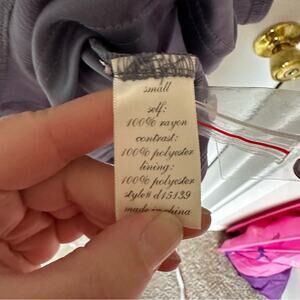 small
self:
100% rayon
contrast:
100% polyester
lining:
100% polyester
style# d15139
made in china